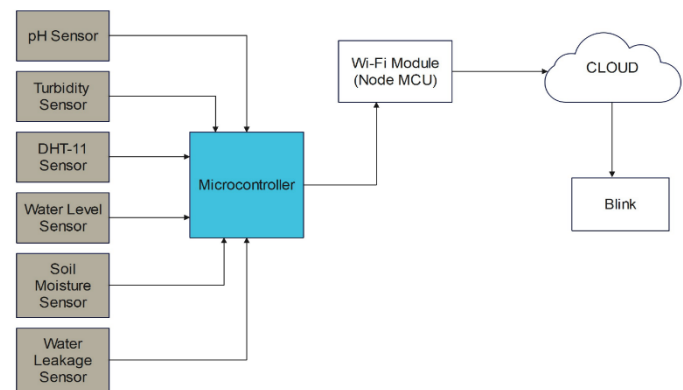 pH Sensor
Turbidity
Sensor
DHT-11
Sensor
Water Level
Sensor
Soil
Moisture
Sensor
Water
Leakage
Sensor
Microcontroller
Wi-Fi Module
(Node MCU)
CLOUD
Blink